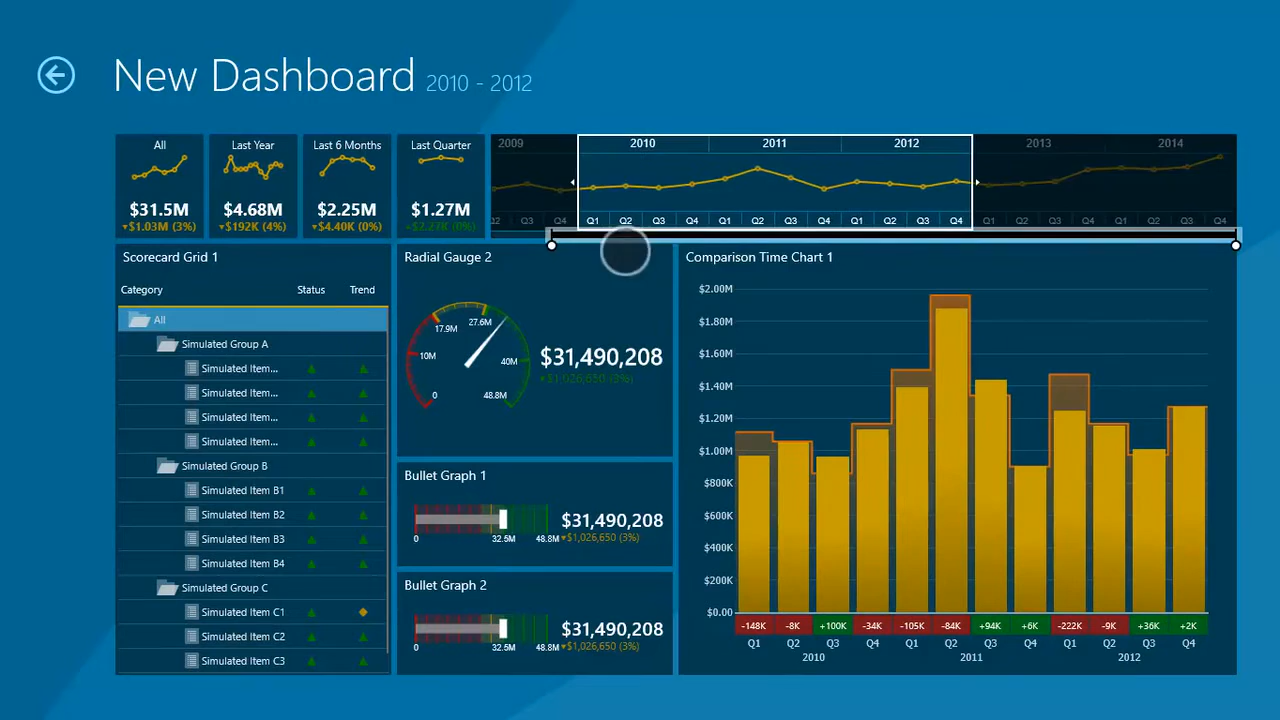 New Dashboard 2010 - 2012
All
Last Year
Last 6 Months
Last Quarter
$31.5M
$4.68M
$2.25M
$1.27M
▾$1.03M (3%)
▾$192K (4%)
▾$4.40K (0%)
2009
2010
2011
2012
2013
2014
Q3 Q4 Q1 Q2 Q3 Q4 Q1 Q2 Q3 Q4 Q1 Q2 Q3 Q4 Q1 Q2 Q3 Q4 Q1 Q2 Q3 Q4
Scorecard Grid 1
Category Status Trend
All
Simulated Group A
Simulated Item...
Simulated Item...
Simulated Item...
Simulated Item...
Simulated Group B
Simulated Item B1
Simulated Item B2
Simulated Item B3
Simulated Item B4
Simulated Group C
Simulated Item C1
Simulated Item C2
Simulated Item C3
Radial Gauge 2
0
10M
17.9M
27.6M
40M
48.8M
$31,490,208
▾$1,026,650 (3%)
Bullet Graph 1
$31,490,208
0 32.5M 48.8M ▾$1,026,650 (3%)
Bullet Graph 2
$31,490,208
0 32.5M 48.8M ▾$1,026,650 (3%)
Comparison Time Chart 1
$2.00M
$1.80M
$1.60M
$1.40M
$1.20M
$1.00M
$800K
$600K
$400K
$200K
$0.00
-148K -8K +100K -34K -105K -84K +94K +6K -222K -9K +36K +2K
Q1 Q2 Q3 Q4 Q1 Q2 Q3 Q4 Q1 Q2 Q3 Q4
2010 2011 2012